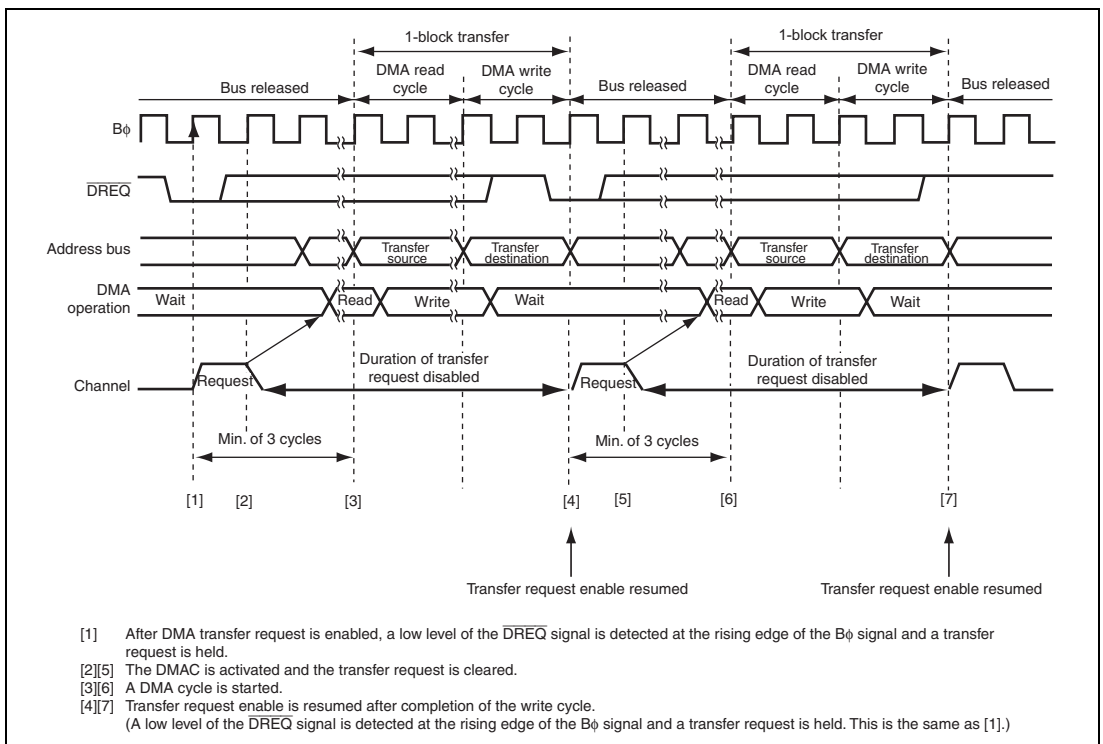 1-block transfer 1-block transfer
DMA read cycle DMA write cycle DMA read cycle DMA write cycle
Bus released Bus released Bus released
Bϕ
DREQ
Address bus Transfer source Transfer destination Transfer source Transfer destination
DMA operation Wait Read Write Wait Read Write Wait
Duration of transfer request disabled Duration of transfer request disabled
Channel Request Request
Min. of 3 cycles Min. of 3 cycles
[1] [2] [3] [4] [5] [6] [7]
Transfer request enable resumed Transfer request enable resumed
[1] After DMA transfer request is enabled, a low level of the DREQ signal is detected at the rising edge of the Bϕ signal and a transfer
request is held.
[2][5] The DMAC is activated and the transfer request is cleared.
[3][6] A DMA cycle is started.
[4][7] Transfer request enable is resumed after completion of the write cycle.
(A low level of the DREQ signal is detected at the rising edge of the Bϕ signal and a transfer request is held. This is the same as [1].)